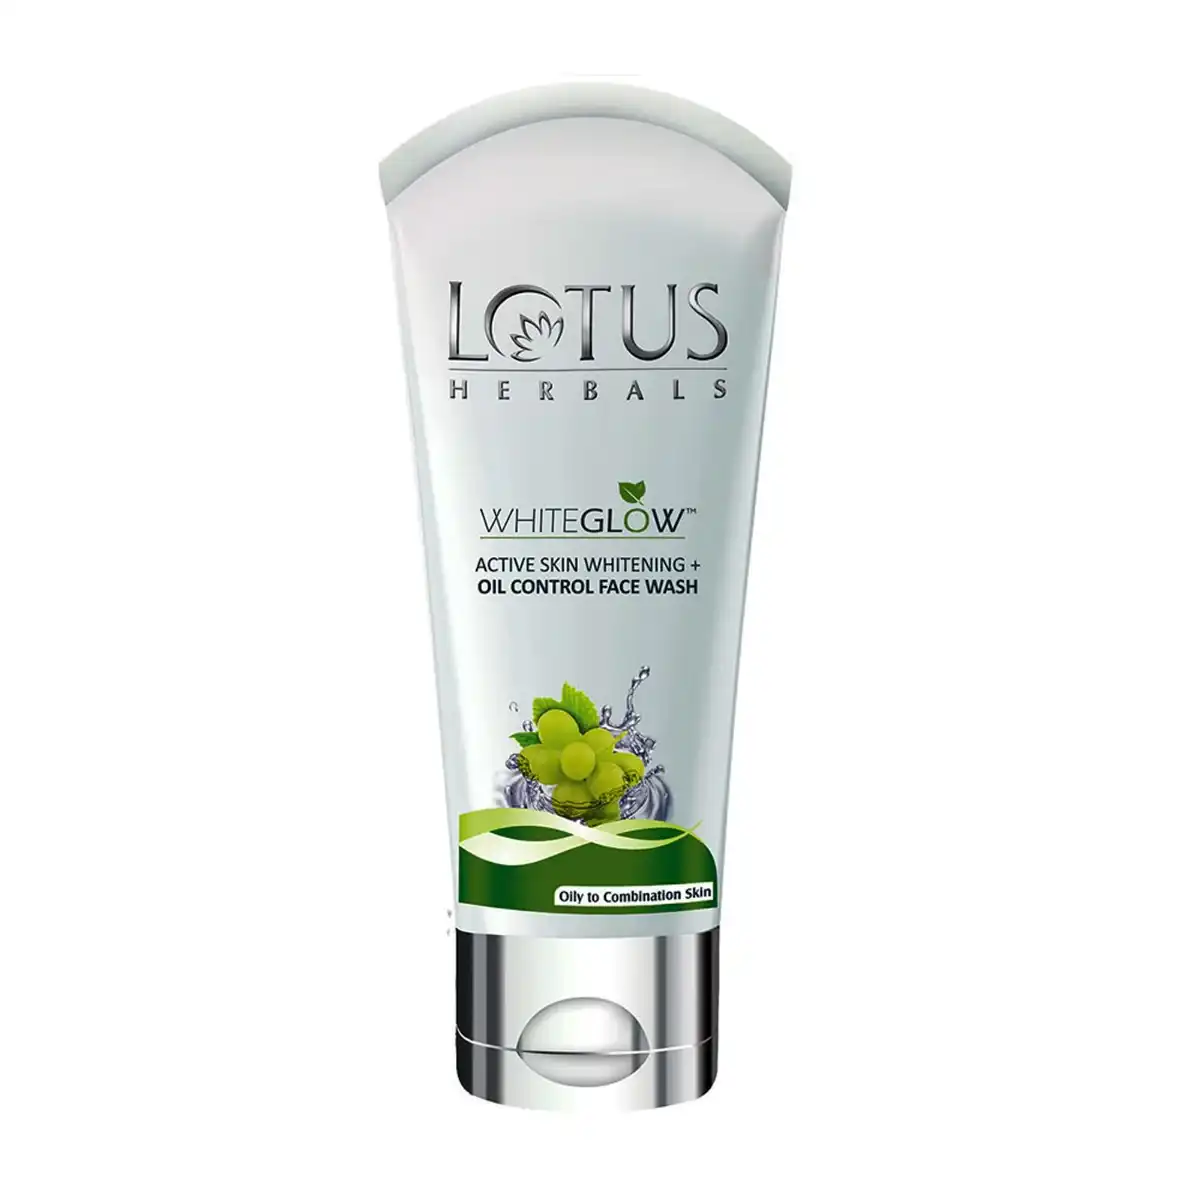 LOTUS
HERBALS
WHITEGLOW™
ACTIVE SKIN WHITENING +
OIL CONTROL FACE WASH
Oily to Combination Skin